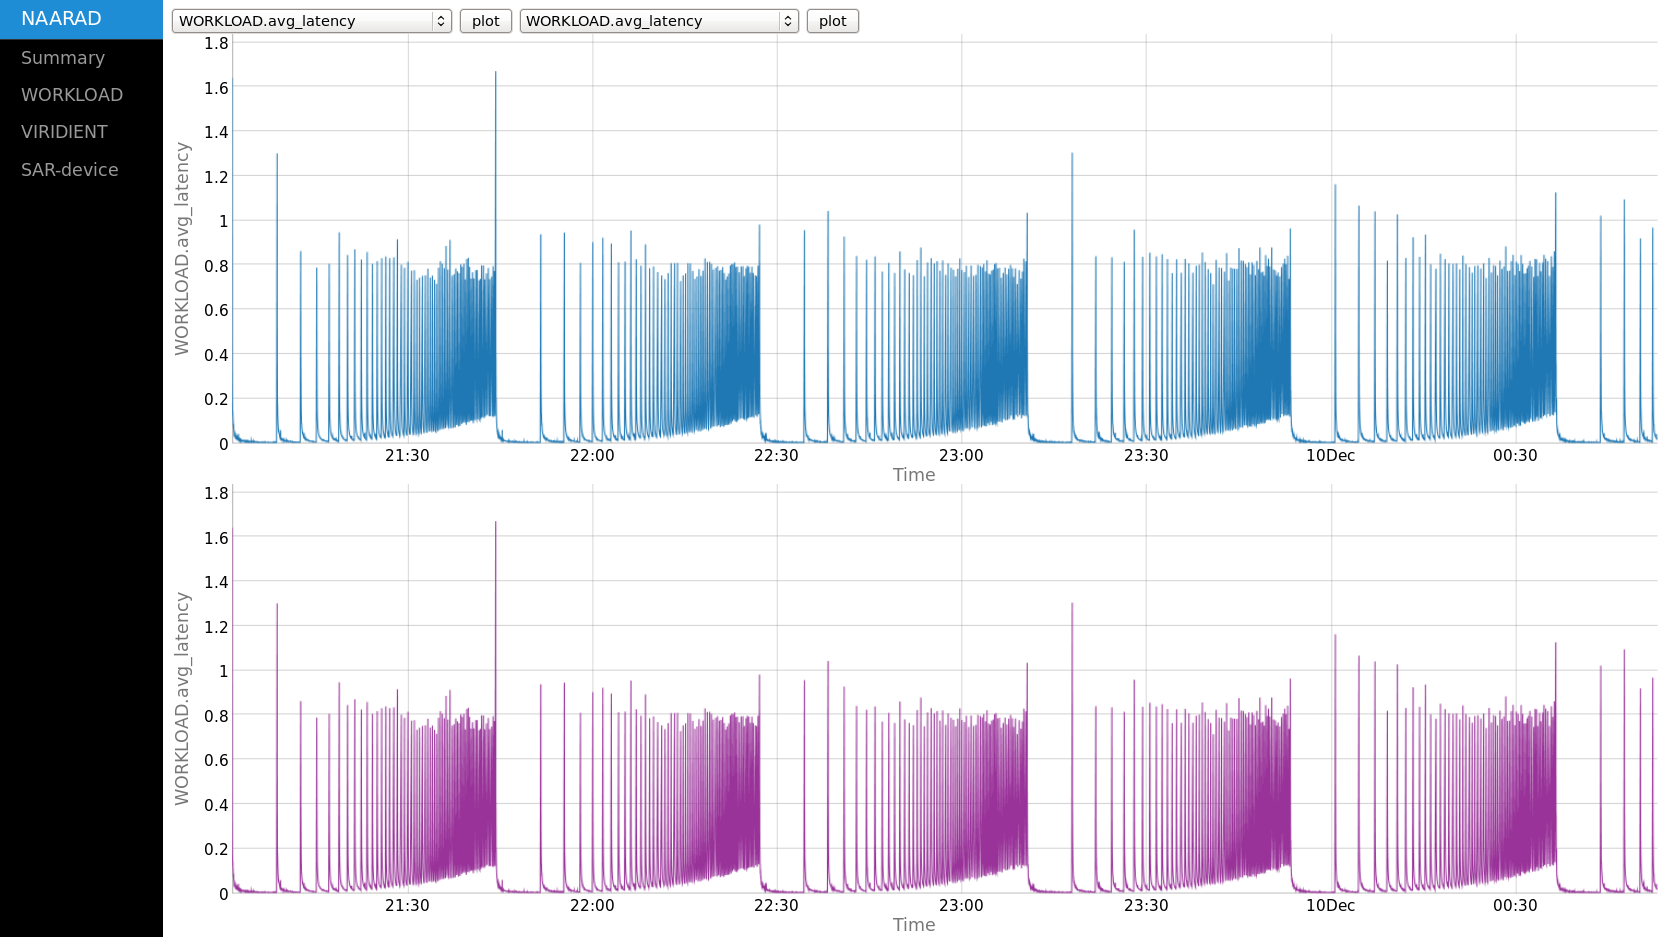 NAARAD
Summary
WORKLOAD
VIRIDIENT
SAR-device
WORKLOAD.avg_latency plot WORKLOAD.avg_latency plot
1.8
1.6
1.4
1.2
1
0.8
0.6
0.4
0.2
0
WORKLOAD.avg_latency
21:30 22:00 22:30 23:00 23:30 10Dec 00:30
Time
1.8
1.6
1.4
1.2
1
0.8
0.6
0.4
0.2
0
WORKLOAD.avg_latency
21:30 22:00 22:30 23:00 23:30 10Dec 00:30
Time